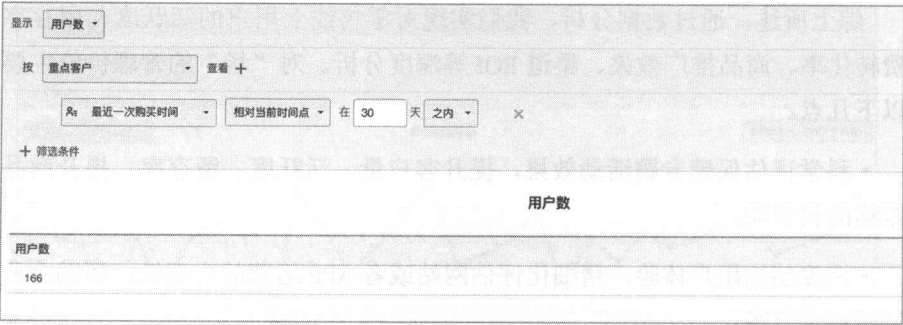 显示 用户数
按 重点客户 查看 +
最近一次购买时间 相对当前时间点 在 30 天 之内 ×
+ 筛选条件
用户数
用户数
166